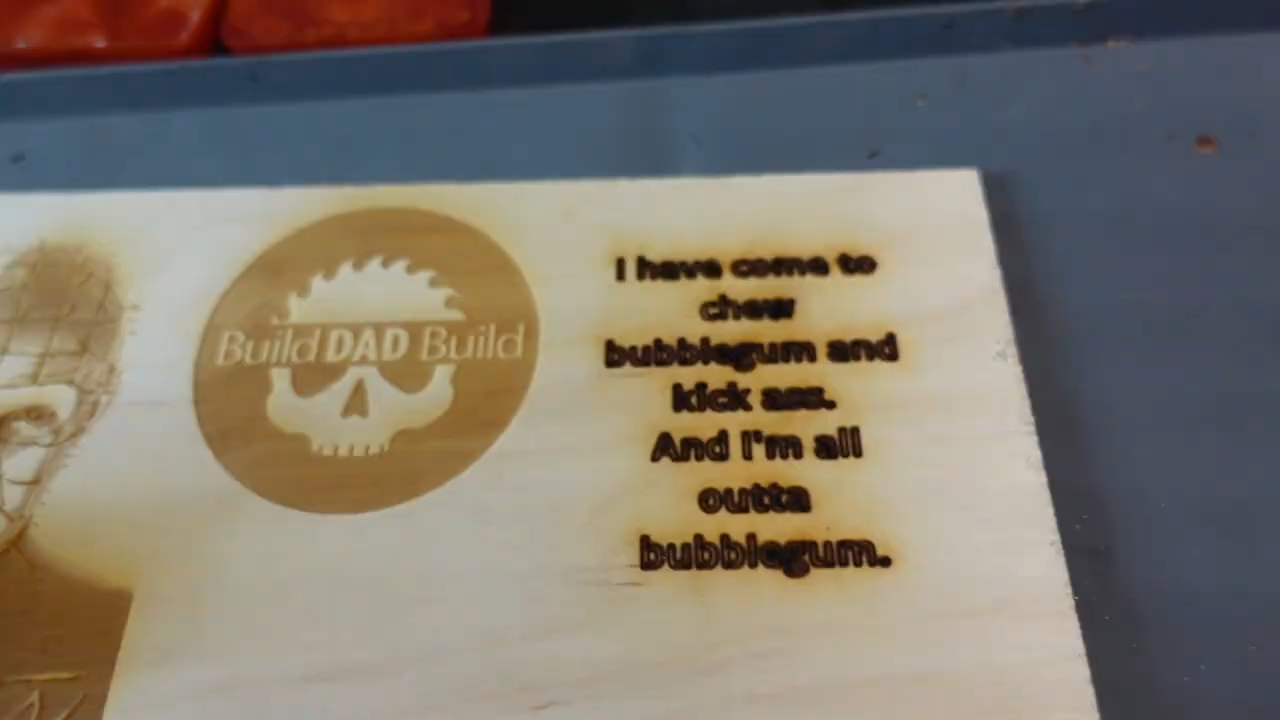 Build DAD Build
I have come to
chew
bubblegum and
kick ass.
And I'm all
outta
bubblegum.